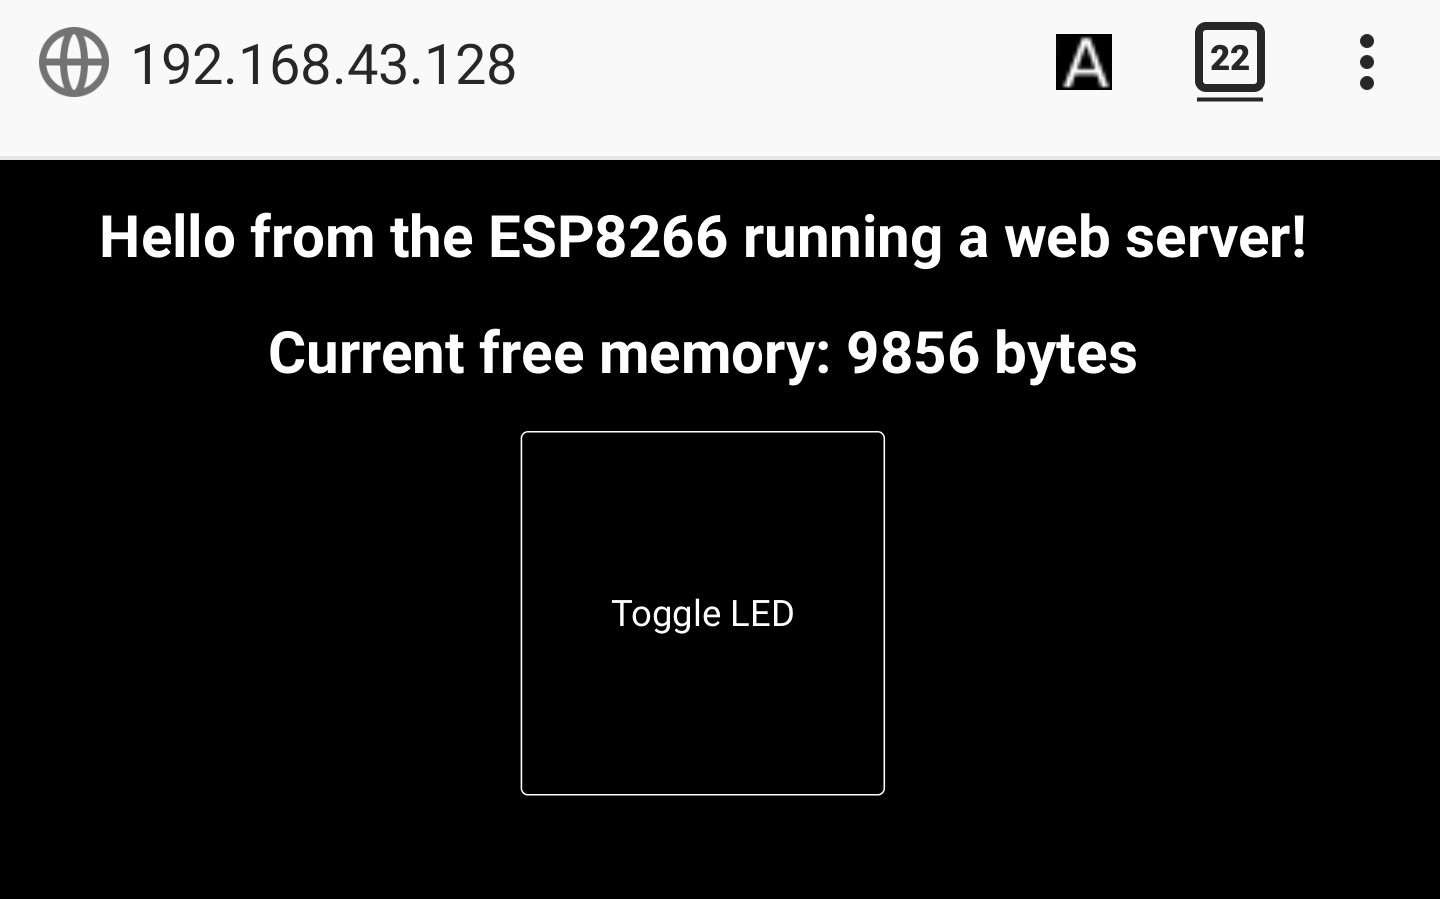 192.168.43.128
A
22
Hello from the ESP8266 running a web server!
Current free memory: 9856 bytes
Toggle LED